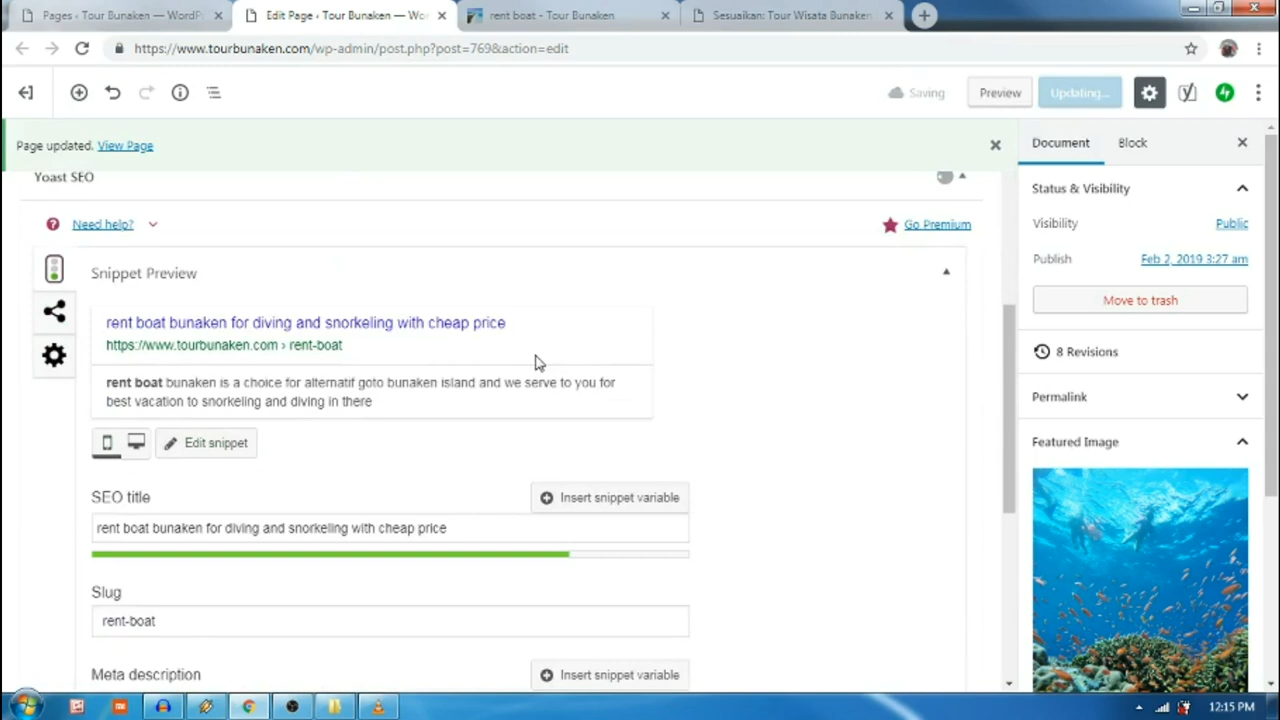 Pages ‹ Tour Bunaken — WordP
Edit Page ‹ Tour Bunaken — Wor
rent boat - Tour Bunaken
Sesuaikan: Tour Wisata Bunaken
https://www.tourbunaken.com/wp-admin/post.php?post=769&action=edit
Saving
Preview
Updating...
Page updated. View Page
Document
Block
Yoast SEO
Status & Visibility
Need help?
Go Premium
Visibility
Public
Publish
Feb 2, 2019 3:27 am
Snippet Preview
Move to trash
rent boat bunaken for diving and snorkeling with cheap price
https://www.tourbunaken.com › rent-boat
8 Revisions
rent boat bunaken is a choice for alternatif goto bunaken island and we serve to you for
best vacation to snorkeling and diving in there
Permalink
Edit snippet
Featured Image
SEO title
Insert snippet variable
rent boat bunaken for diving and snorkeling with cheap price
Slug
rent-boat
Meta description
Insert snippet variable
12:15 PM